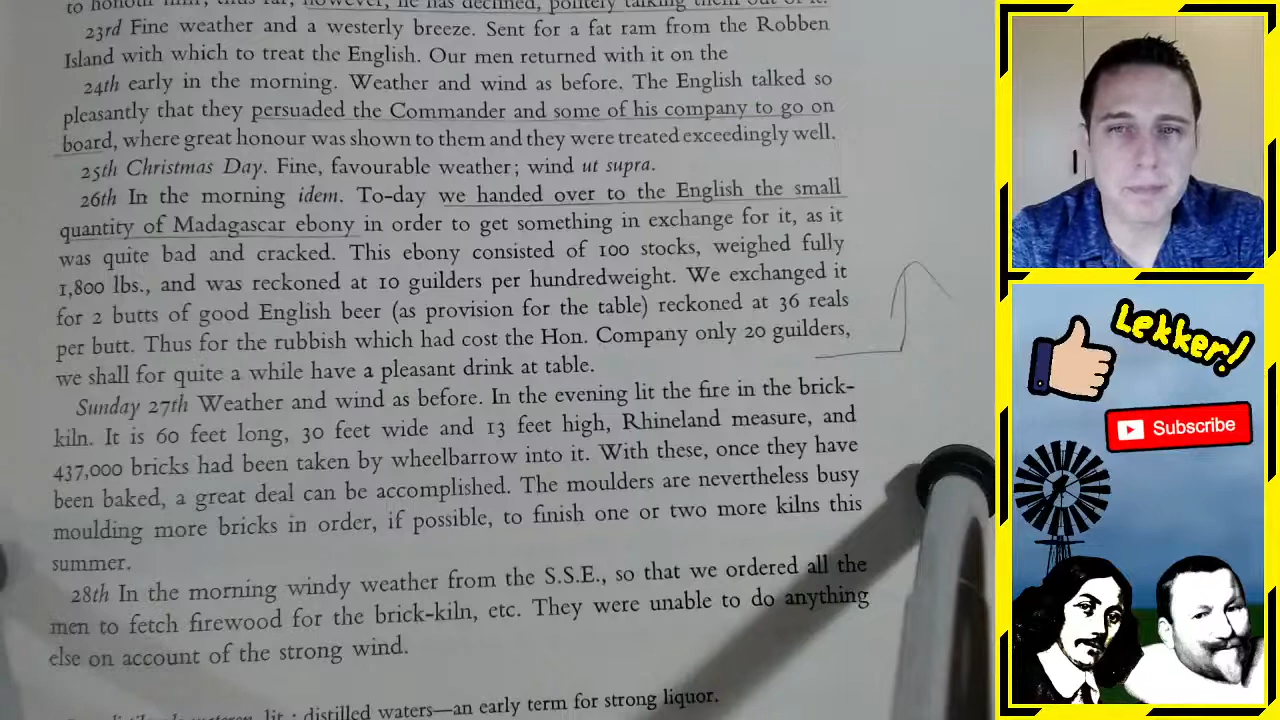 to honour him; thus far, however, he has declined, politely talking them out of it.
23rd Fine weather and a westerly breeze. Sent for a fat ram from the Robben
Island with which to treat the English. Our men returned with it on the
24th early in the morning. Weather and wind as before. The English talked so
pleasantly that they persuaded the Commander and some of his company to go on
board, where great honour was shown to them and they were treated exceedingly well.
25th Christmas Day. Fine, favourable weather; wind ut supra.
26th In the morning idem. To-day we handed over to the English the small
quantity of Madagascar ebony in order to get something in exchange for it, as it
was quite bad and cracked. This ebony consisted of 100 stocks, weighed fully
1,800 lbs., and was reckoned at 10 guilders per hundredweight. We exchanged it
for 2 butts of good English beer (as provision for the table) reckoned at 36 reals
per butt. Thus for the rubbish which had cost the Hon. Company only 20 guilders,
we shall for quite a while have a pleasant drink at table.
Sunday 27th Weather and wind as before. In the evening lit the fire in the brick-
kiln. It is 60 feet long, 30 feet wide and 13 feet high, Rhineland measure, and
437,000 bricks had been taken by wheelbarrow into it. With these, once they have
been baked, a great deal can be accomplished. The moulders are nevertheless busy
moulding more bricks in order, if possible, to finish one or two more kilns this
summer.
28th In the morning windy weather from the S.S.E., so that we ordered all the
men to fetch firewood for the brick-kiln, etc. They were unable to do anything
else on account of the strong wind.
lit.: distilled waters—an early term for strong liquor.
Lekker!
Subscribe